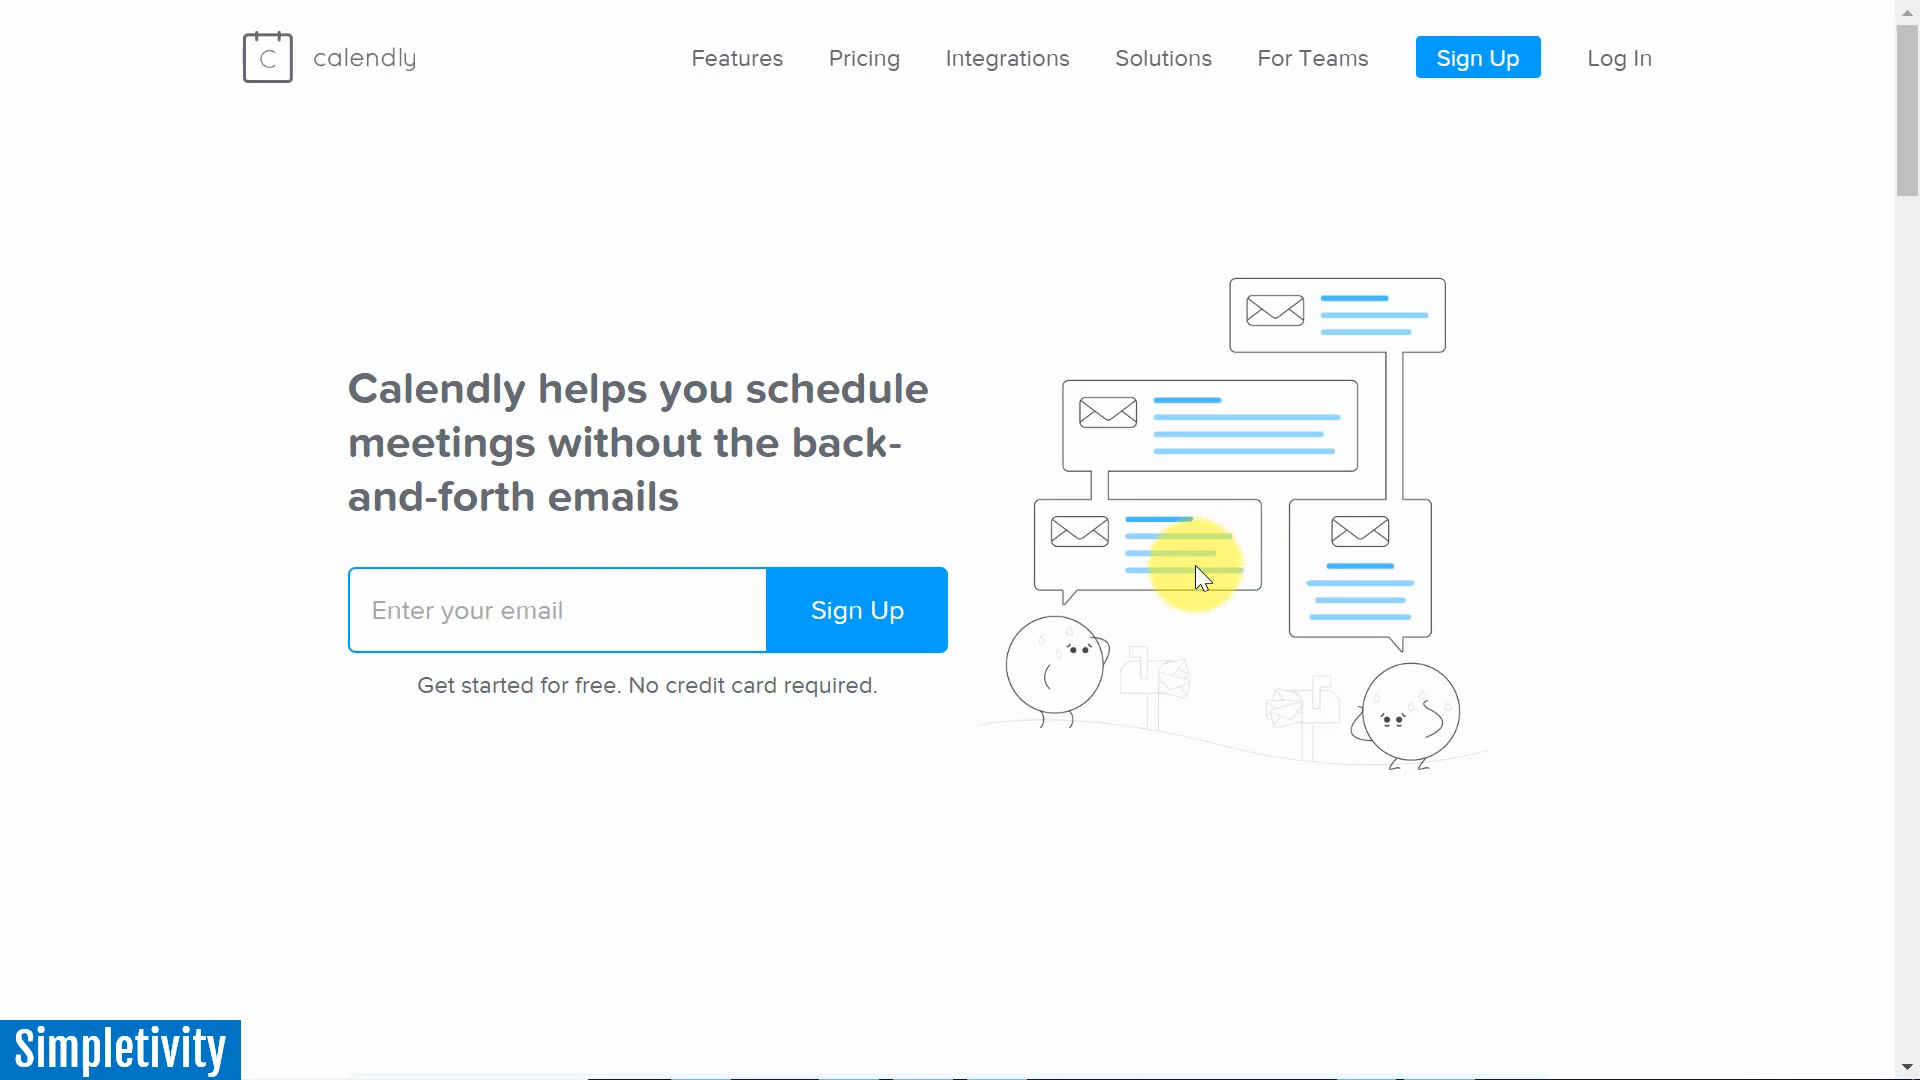 C calendly
Features Pricing Integrations Solutions For Teams Sign Up Log In
Calendly helps you schedule
meetings without the back-
and-forth emails
Enter your email Sign Up
Get started for free. No credit card required.
Simpletivity